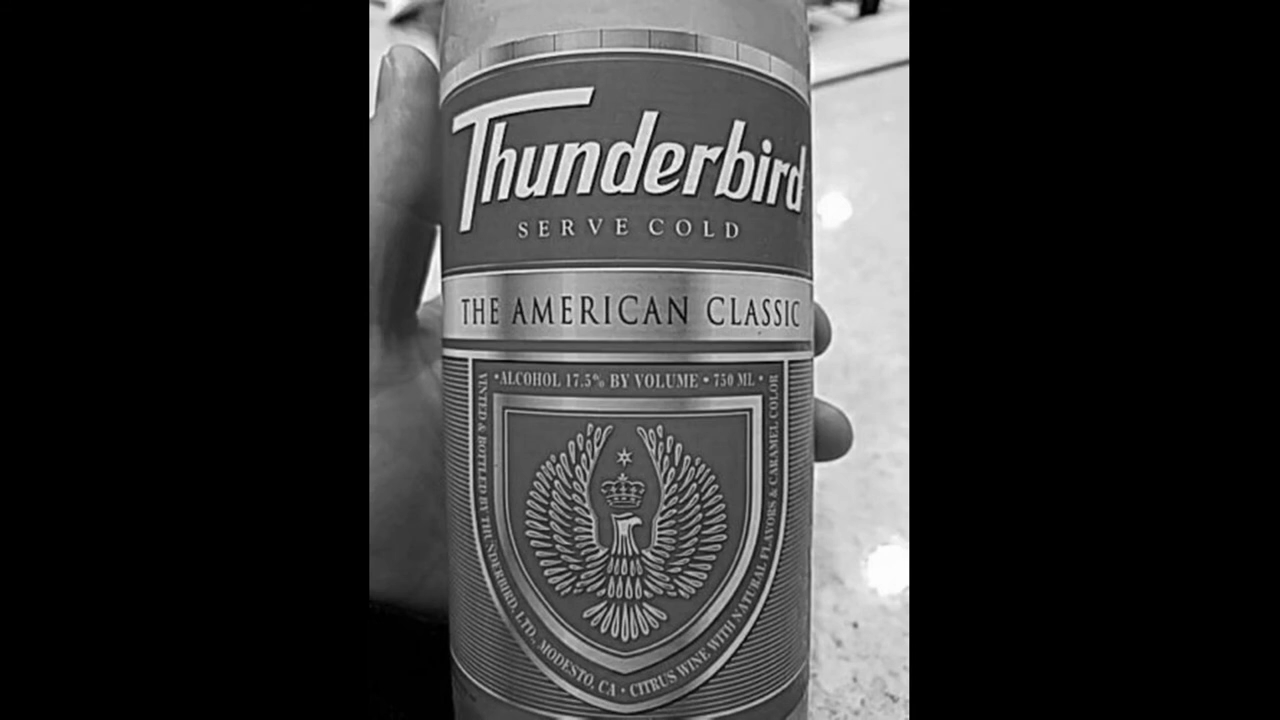 Thunderbird
SERVE COLD
THE AMERICAN CLASSIC
•ALCOHOL 17.5% BY VOLUME • 750 ML •
VINTED & BOTTLED BY THUNDERBIRD, LTD., MODESTO, CA • CITRUS WINE WITH NATURAL FLAVORS & CARAMEL COLOR